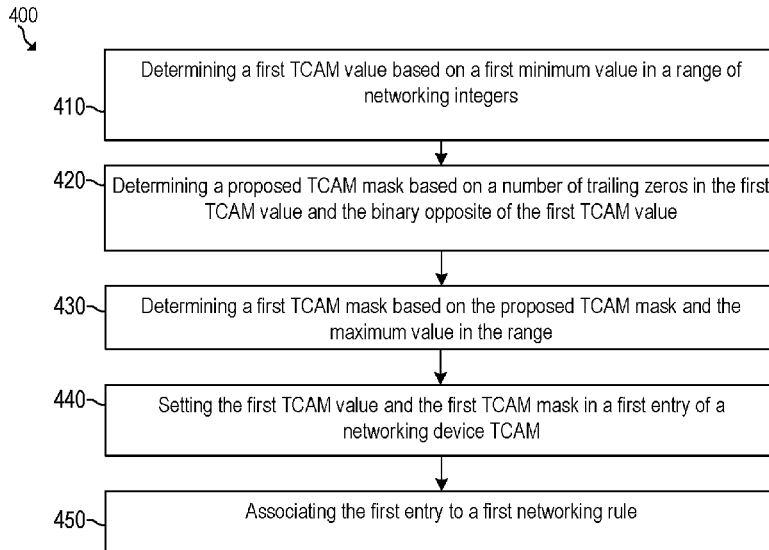 400
Determining a first TCAM value based on a first minimum value in a range of
networking integers
410
420
Determining a proposed TCAM mask based on a number of trailing zeros in the first
TCAM value and the binary opposite of the first TCAM value
430
Determining a first TCAM mask based on the proposed TCAM mask and the
maximum value in the range
440
Setting the first TCAM value and the first TCAM mask in a first entry of a
networking device TCAM
450
Associating the first entry to a first networking rule